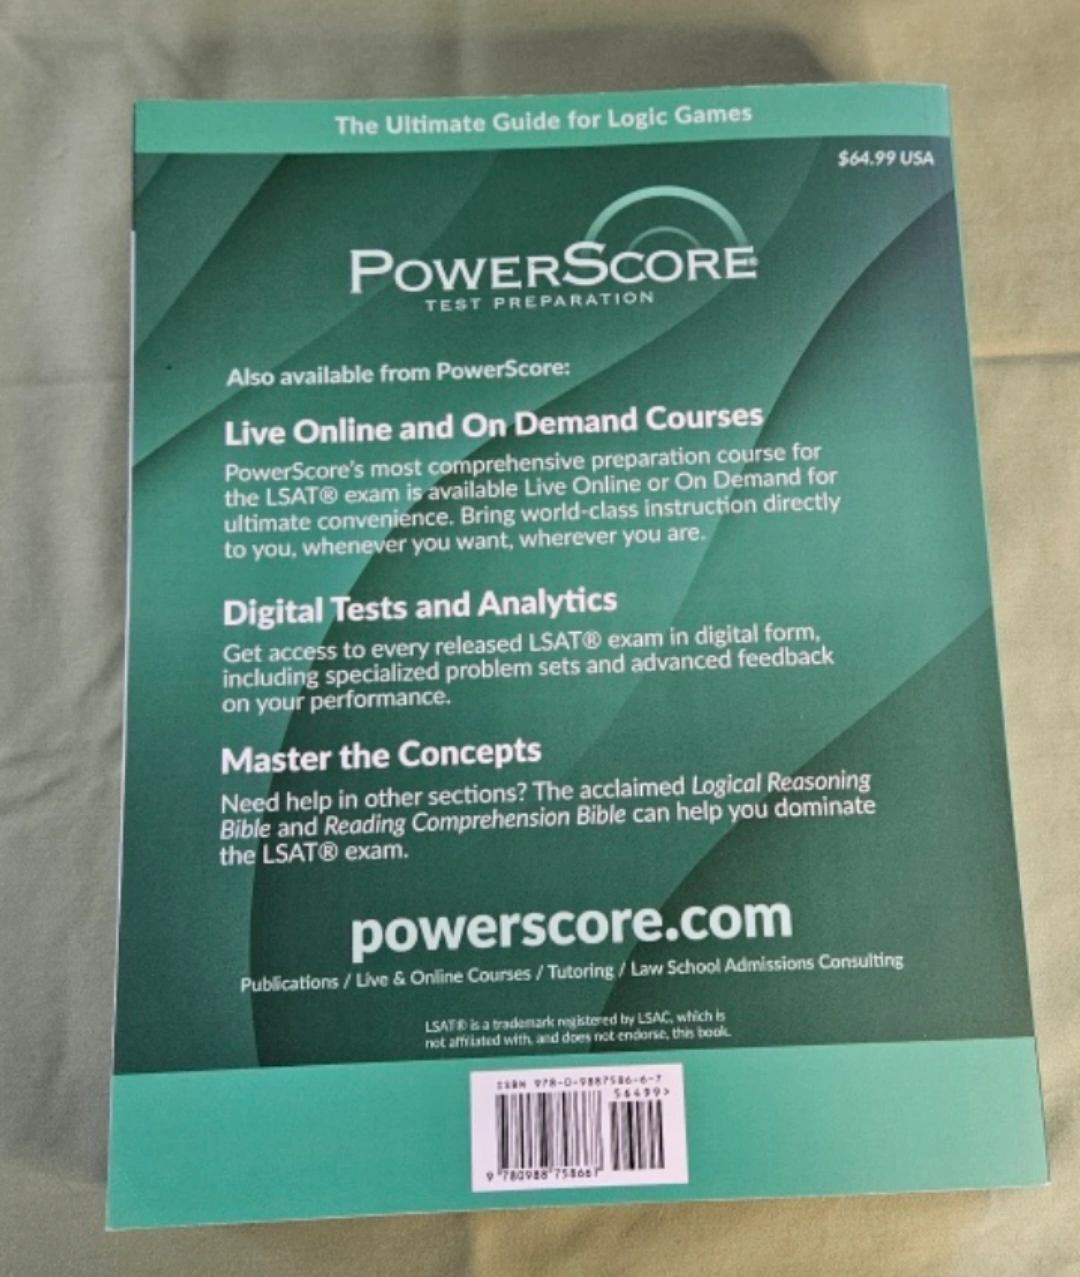 The Ultimate Guide for Logic Games
$64.99 USA
POWERSCORE®
TEST PREPARATION
Also available from PowerScore:
Live Online and On Demand Courses
PowerScore's most comprehensive preparation course for
the LSAT® exam is available Live Online or On Demand for
ultimate convenience. Bring world-class instruction directly
to you, whenever you want, wherever you are.
Digital Tests and Analytics
Get access to every released LSAT® exam in digital form,
including specialized problem sets and advanced feedback
on your performance.
Master the Concepts
Need help in other sections? The acclaimed Logical Reasoning
Bible and Reading Comprehension Bible can help you dominate
the LSAT® exam.
powerscore.com
Publications / Live & Online Courses / Tutoring / Law School Admissions Consulting
LSAT® is a trademark registered by LSAC, which is
not affiliated with, and does not endorse, this book.
ISBN 978-0-9887586-6-7
56499>
9 780988 758667